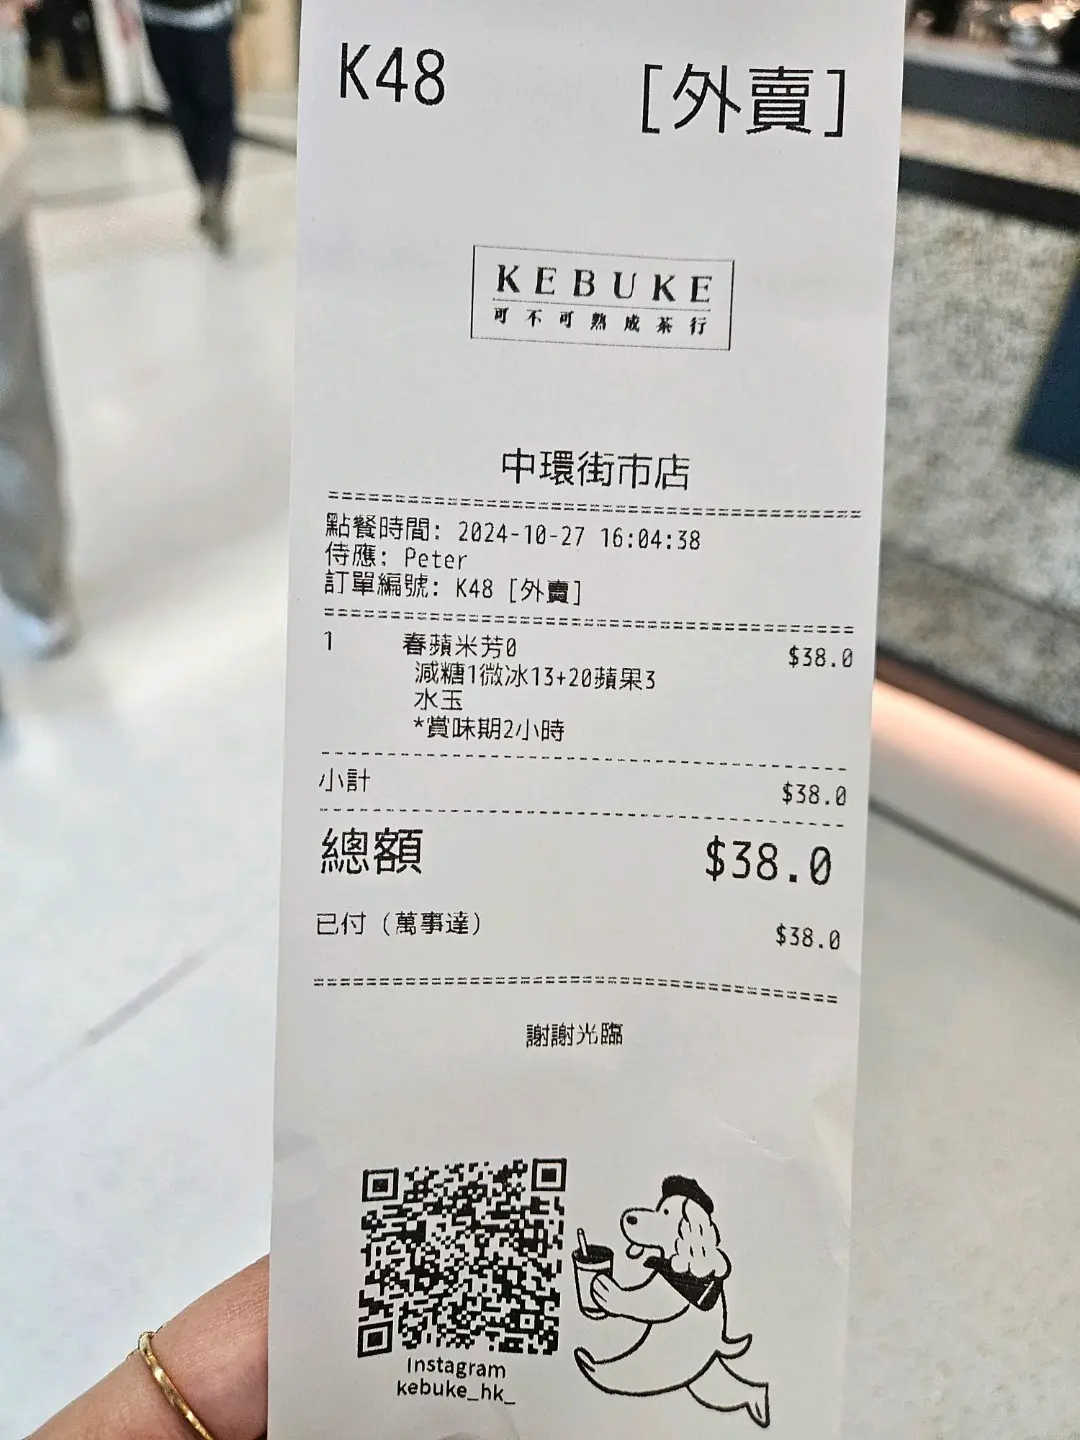 K48 [外賣]
KEBUKE
可不可熟成茶行
中環街市店
點餐時間: 2024-10-27 16:04:38
侍應: Peter
訂單編號: K48 [外賣]
1 春蘋米芳0 $38.0
減糖1微冰13+20蘋果3
水玉
*賞味期2小時
小計 $38.0
總額 $38.0
已付（萬事達） $38.0
謝謝光臨
Instagram
kebuke_hk_